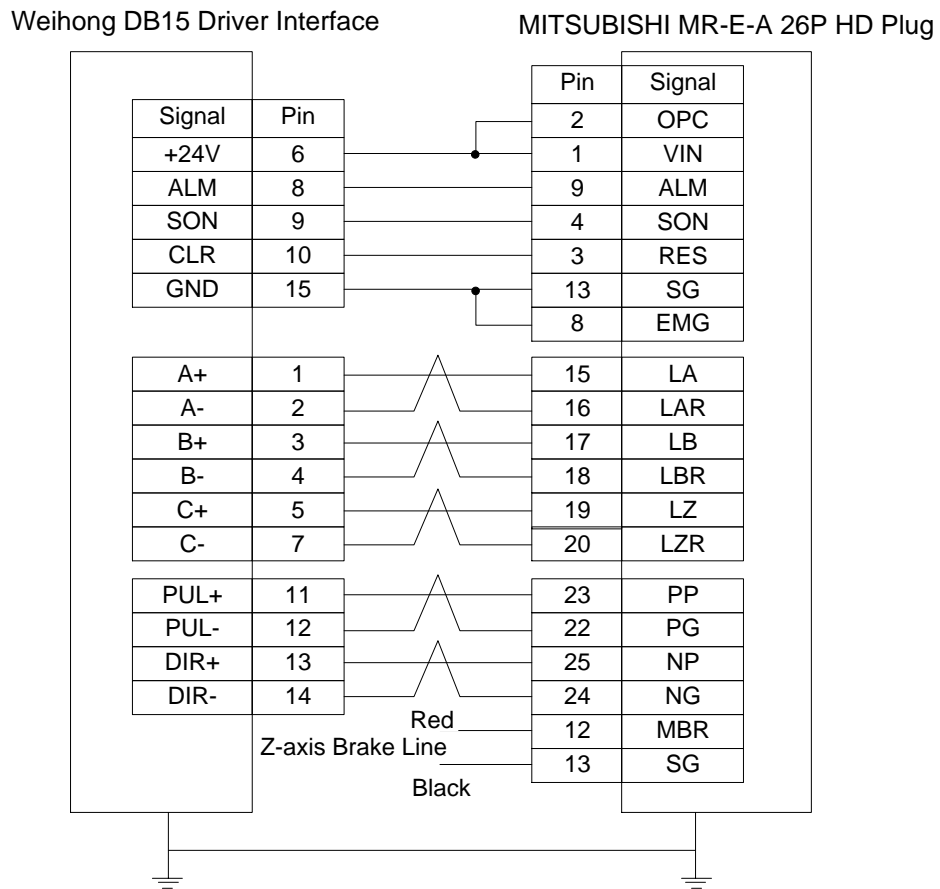 Weihong DB15 Driver Interface
MITSUBISHI MR-E-A 26P HD Plug
Pin Signal
Signal Pin 2 OPC
+24V 6 1 VIN
ALM 8 9 ALM
SON 9 4 SON
CLR 10 3 RES
GND 15 13 SG
8 EMG
A+ 1 15 LA
A- 2 16 LAR
B+ 3 17 LB
B- 4 18 LBR
C+ 5 19 LZ
C- 7 20 LZR
PUL+ 11 23 PP
PUL- 12 22 PG
DIR+ 13 25 NP
DIR- 14 24 NG
Red 12 MBR
Z-axis Brake Line
13 SG
Black